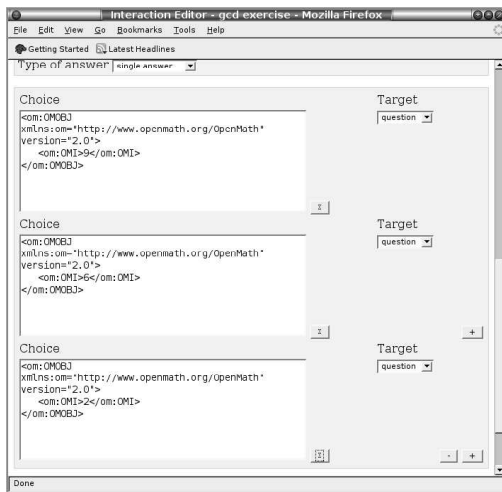 Interaction Editor - gcd exercise - Mozilla Firefox
File Edit View Go Bookmarks Tools Help
Getting Started Latest Headlines
Type of answer single answer
Choice Target
<om:OMOBJ question
xmlns:om="http://www.openmath.org/OpenMath"
version="2.0">
<om:OMI>9</om:OMI>
</om:OMOBJ>
Σ
Choice Target
<om:OMOBJ question
xmlns:om="http://www.openmath.org/OpenMath"
version="2.0">
<om:OMI>6</om:OMI>
</om:OMOBJ>
Σ +
Choice Target
<om:OMOBJ question
xmlns:om="http://www.openmath.org/OpenMath"
version="2.0">
<om:OMI>2</om:OMI>
</om:OMOBJ>
Σ - +
Done